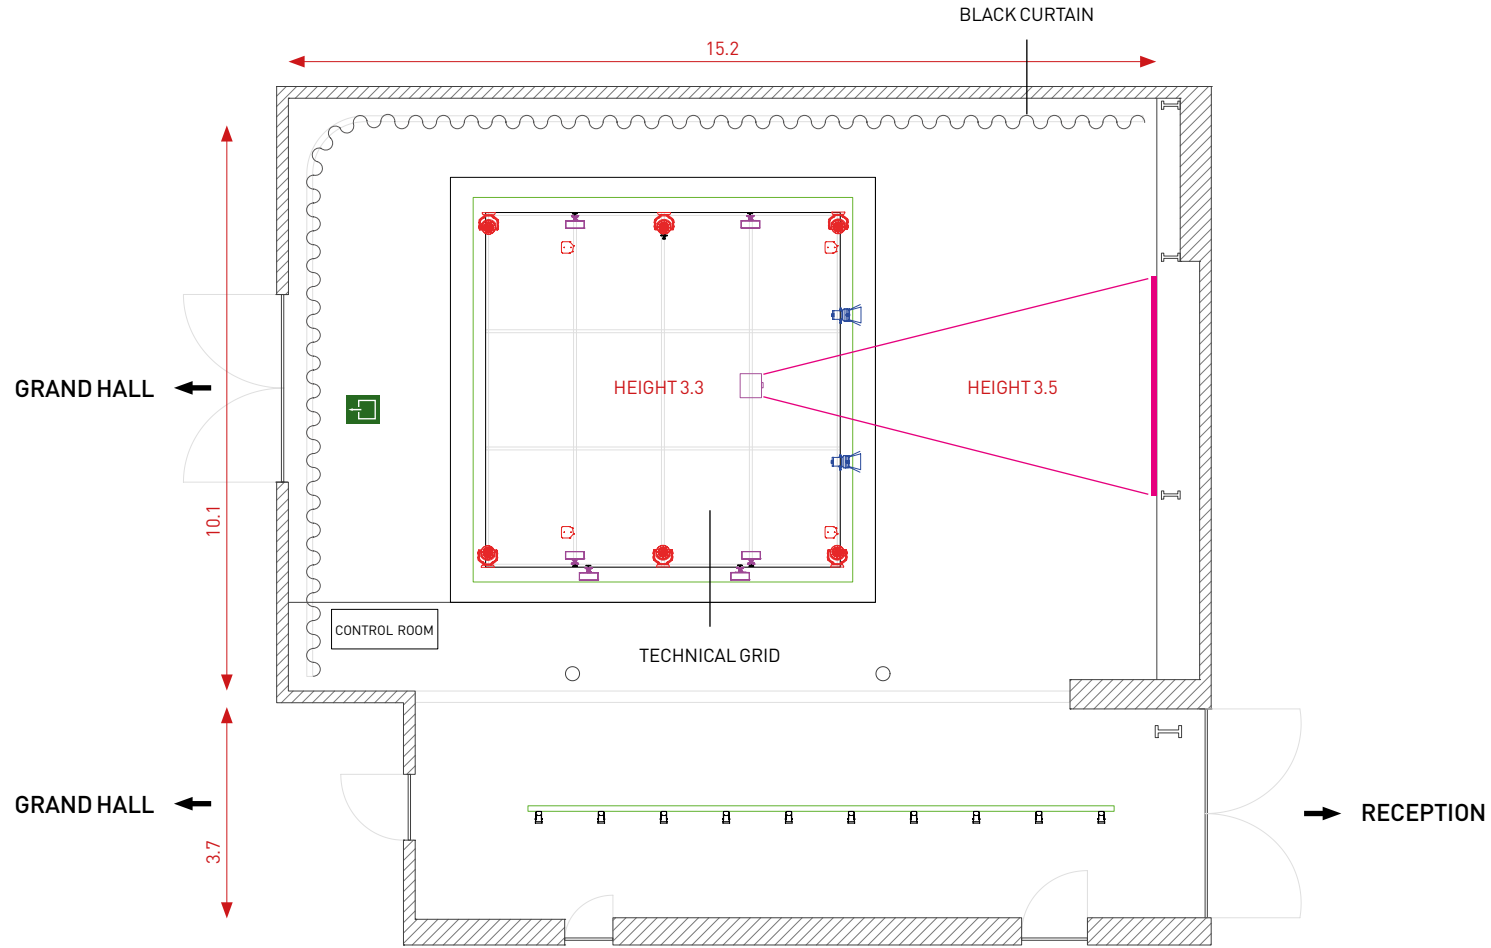 BLACK CURTAIN
15.2
GRAND HALL
HEIGHT 3.3
HEIGHT 3.5
10.1
CONTROL ROOM
TECHNICAL GRID
GRAND HALL
RECEPTION
3.7